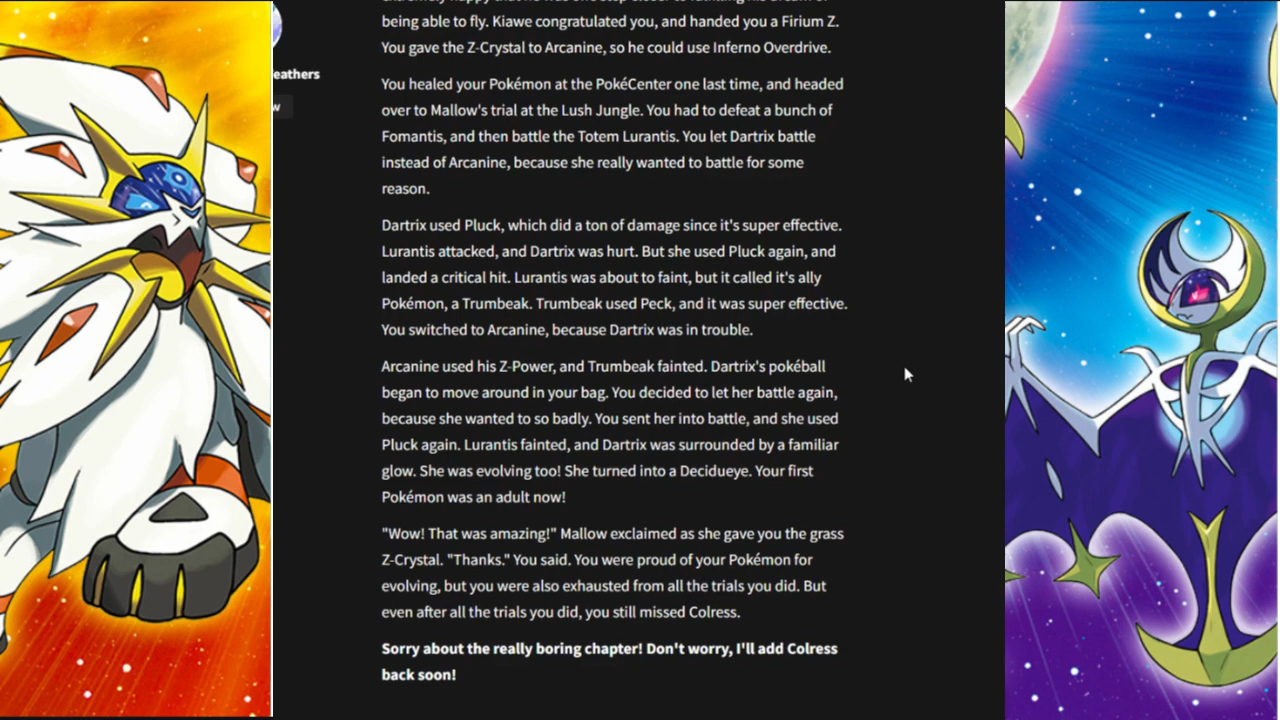 extremely happy that he was one step closer to fulfilling his dream of
being able to fly. Kiawe congratulated you, and handed you a Firium Z.
You gave the Z-Crystal to Arcanine, so he could use Inferno Overdrive.
eathers
w
You healed your Pokémon at the PokéCenter one last time, and headed
over to Mallow's trial at the Lush Jungle. You had to defeat a bunch of
Fomantis, and then battle the Totem Lurantis. You let Dartrix battle
instead of Arcanine, because she really wanted to battle for some
reason.
Dartrix used Pluck, which did a ton of damage since it's super effective.
Lurantis attacked, and Dartrix was hurt. But she used Pluck again, and
landed a critical hit. Lurantis was about to faint, but it called it's ally
Pokémon, a Trumbeak. Trumbeak used Peck, and it was super effective.
You switched to Arcanine, because Dartrix was in trouble.
Arcanine used his Z-Power, and Trumbeak fainted. Dartrix's pokéball
began to move around in your bag. You decided to let her battle again,
because she wanted to so badly. You sent her into battle, and she used
Pluck again. Lurantis fainted, and Dartrix was surrounded by a familiar
glow. She was evolving too! She turned into a Decidueye. Your first
Pokémon was an adult now!
"Wow! That was amazing!" Mallow exclaimed as she gave you the grass
Z-Crystal. "Thanks." You said. You were proud of your Pokémon for
evolving, but you were also exhausted from all the trials you did. But
even after all the trials you did, you still missed Colress.
Sorry about the really boring chapter! Don't worry, I'll add Colress
back soon!